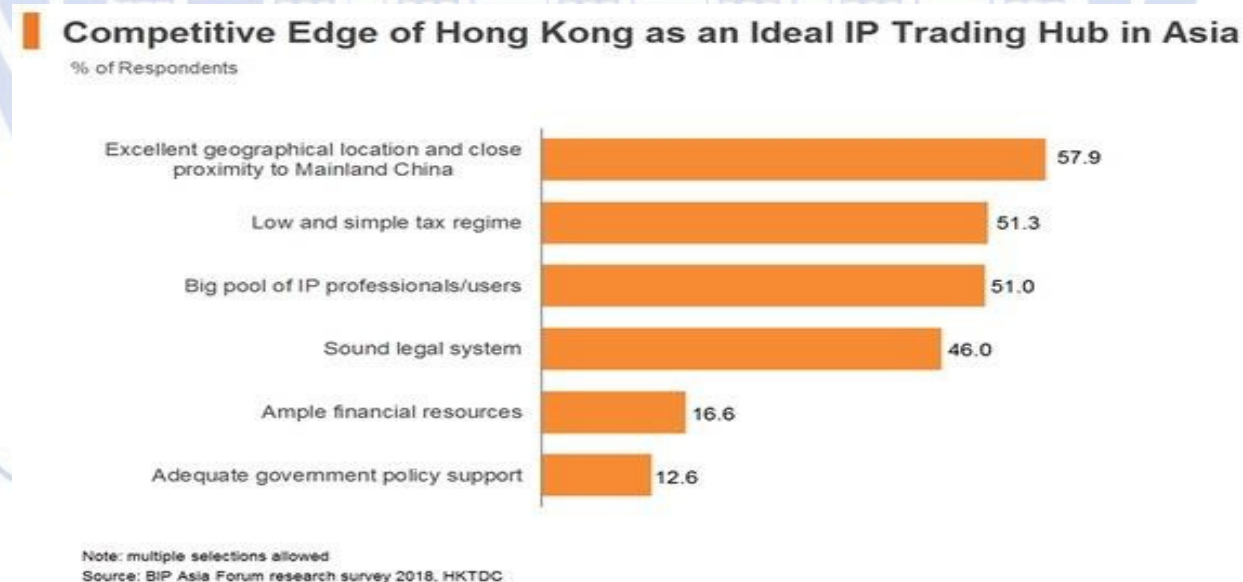 Competitive Edge of Hong Kong as an Ideal IP Trading Hub in Asia
% of Respondents
Excellent geographical location and close
proximity to Mainland China
57.9
Low and simple tax regime
51.3
Big pool of IP professionals/users
51.0
Sound legal system
46.0
Ample financial resources
16.6
Adequate government policy support
12.6
Note: multiple selections allowed
Source: BIP Asia Forum research survey 2018, HKTDC